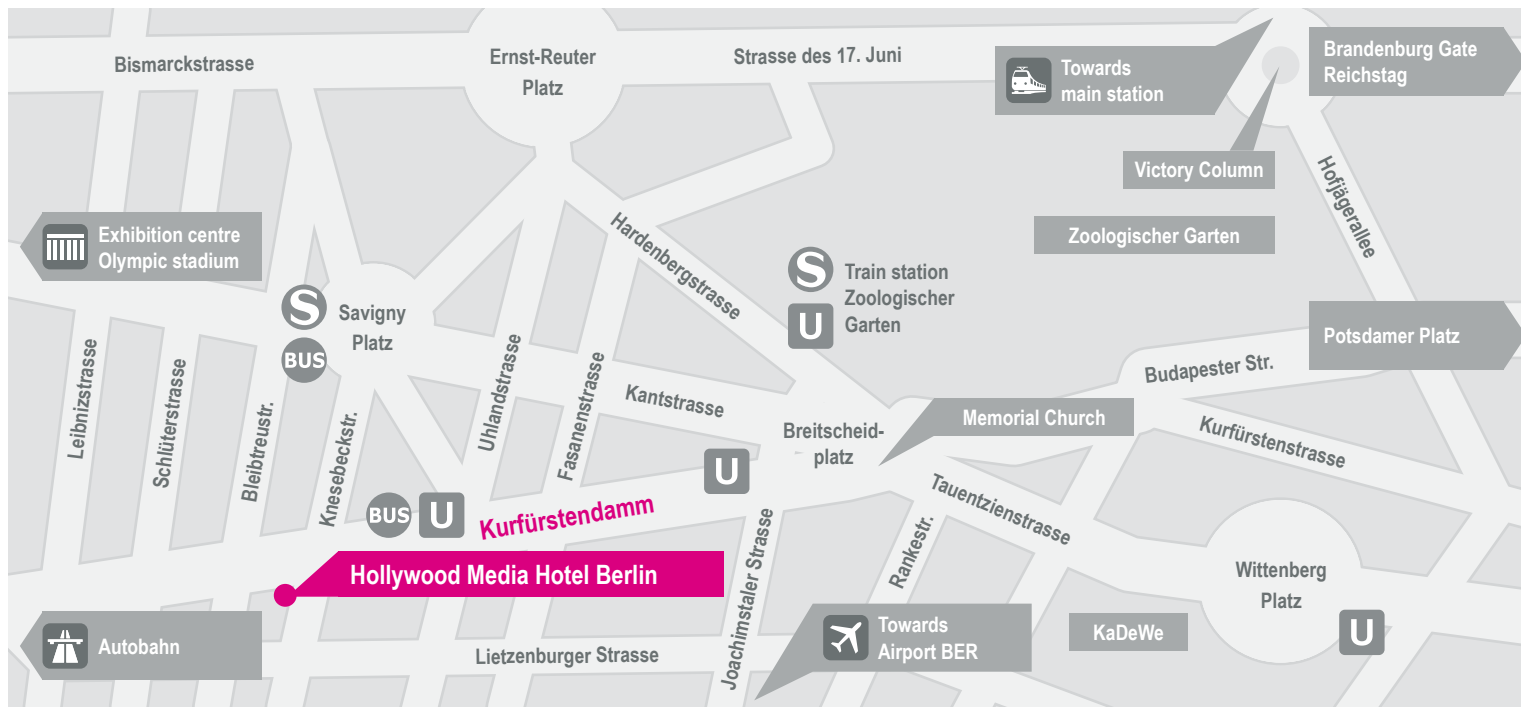 Bismarckstrasse
Ernst-Reuter
Platz
Strasse des 17. Juni
Towards
main station
Brandenburg Gate
Reichstag
Victory Column
Hofjägerallee
Zoologischer Garten
Exhibition centre
Olympic stadium
Hardenbergstrasse
S
Train station
Zoologischer
Garten
U
S
Savigny
Platz
BUS
Potsdamer Platz
Leibnizstrasse
Schlüterstrasse
Bleibtreustr.
Knesebeckstr.
Uhlandstrasse
Fasanenstrasse
Kantstrasse
Budapester Str.
Memorial Church
Breitscheid-
platz
Kurfürstenstrasse
U
BUS
U
Kurfürstendamm
Tauentzienstrasse
Joachimstaler Strasse
Rankestr.
Hollywood Media Hotel Berlin
Wittenberg
Platz
U
Autobahn
Lietzenburger Strasse
Towards
Airport BER
KaDeWe